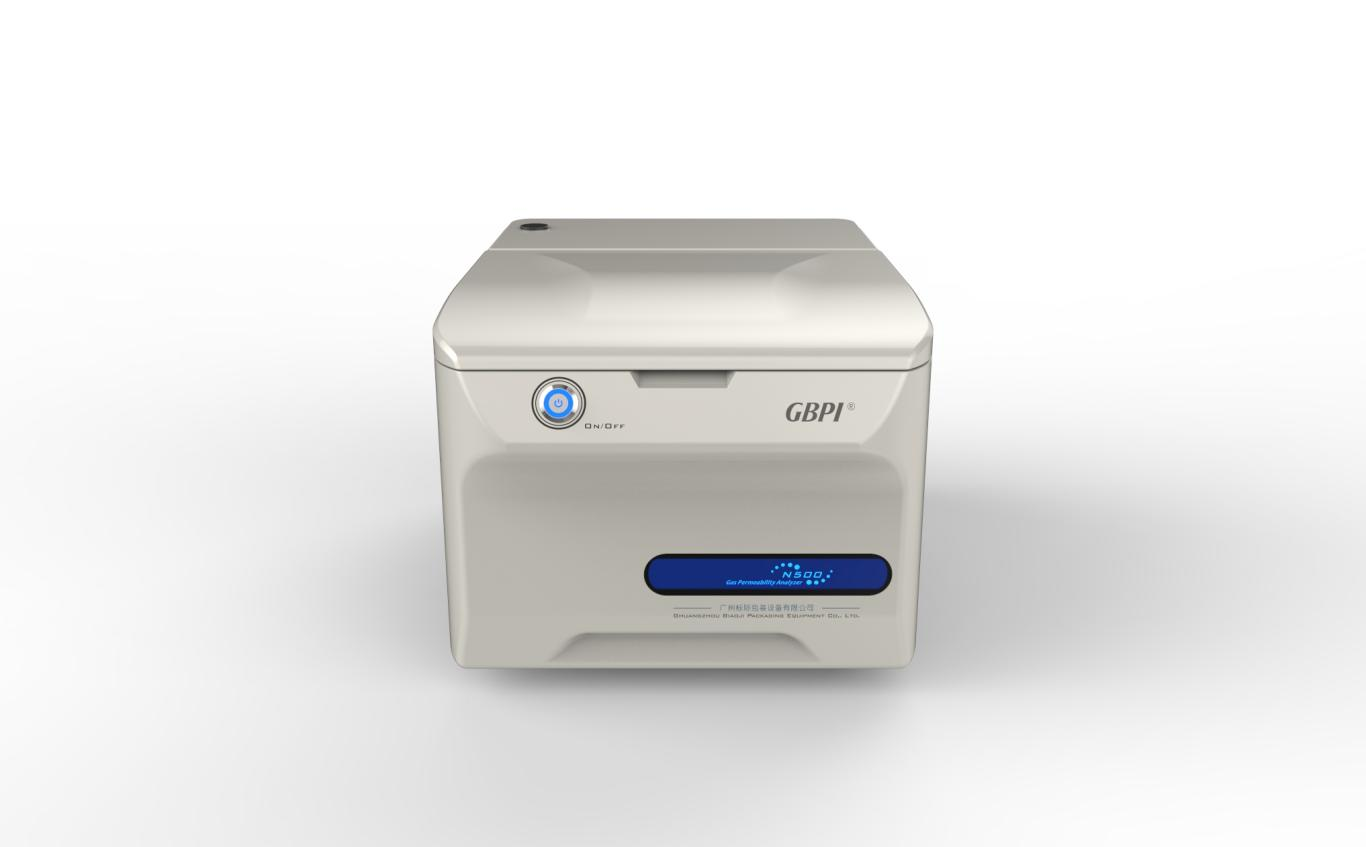 On/Off
GBPI®
N500
Gas Permeability Analyzer
广州标际包装设备有限公司
Ghuangzhou Biaoji Packaging Equipment Co., Ltd.